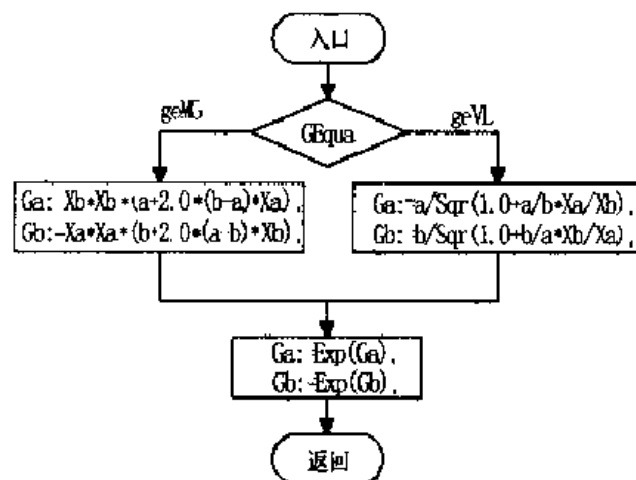 入口
geMG
GEqua
geVL
Ga:=Xb*Xb*(a+2.0*(b-a)*Xa);
Gb:=Xa*Xa*(b+2.0*(a-b)*Xb);
Ga:=a/Sqr(1.0+a/b*Xa/Xb);
Gb:=b/Sqr(1.0+b/a*Xb/Xa);
Ga:=Exp(Ga);
Gb:=Exp(Gb);
返回